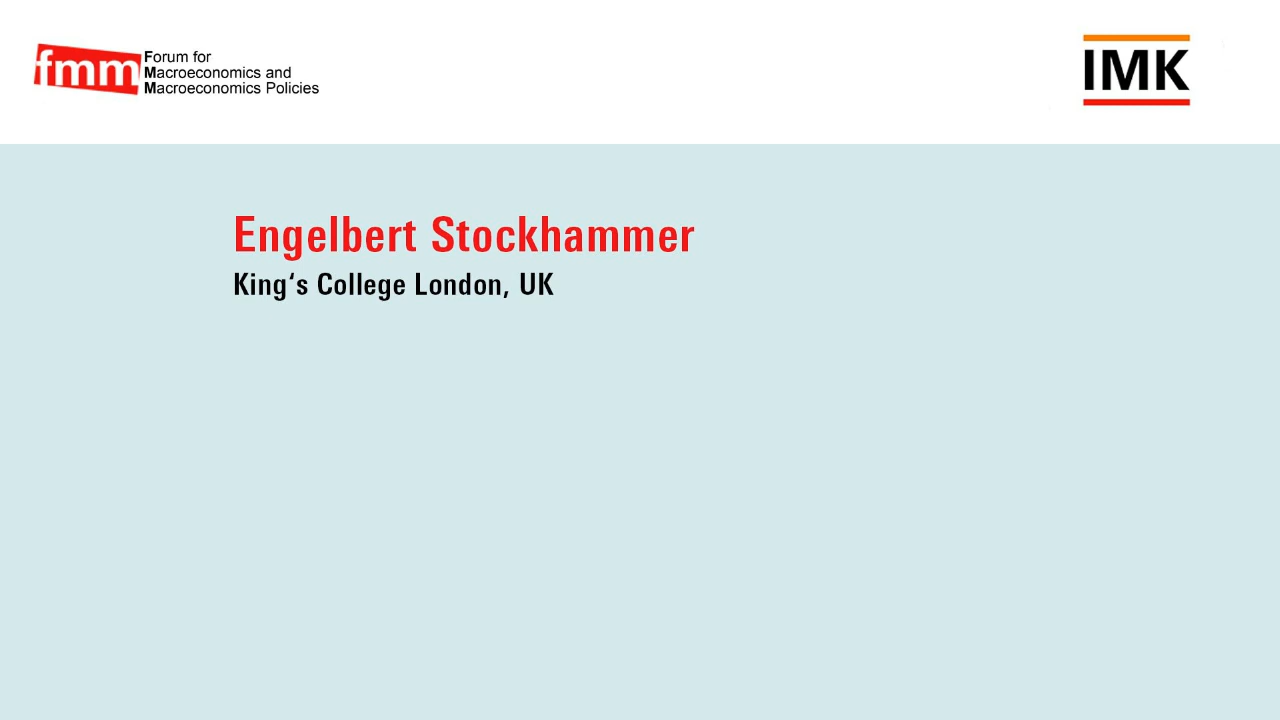 fmm
Forum for
Macroeconomics and
Macroeconomics Policies
IMK
Engelbert Stockhammer
King‘s College London, UK